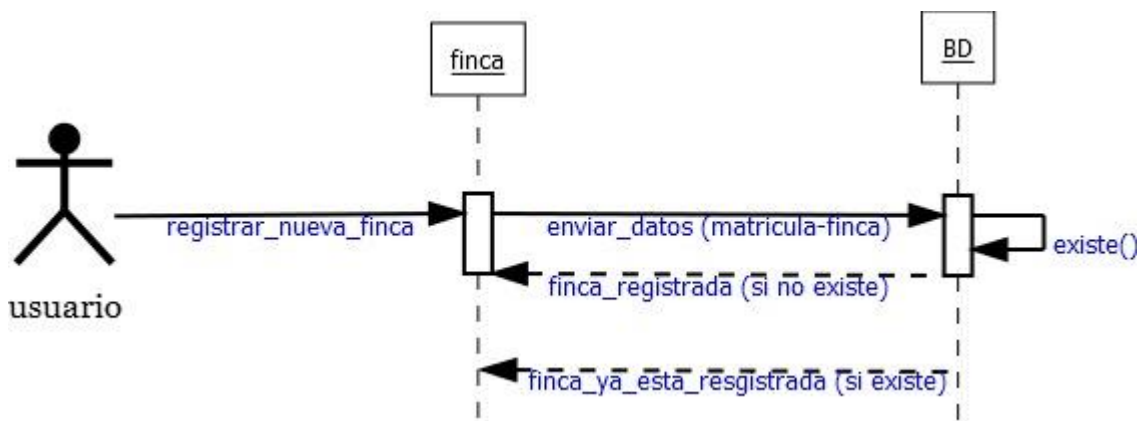 finca
BD
registrar_nueva_finca
enviar_datos (matricula-finca)
existe()
finca_registrada (si no existe)
usuario
finca_ya_esta_resgistrada (si existe)